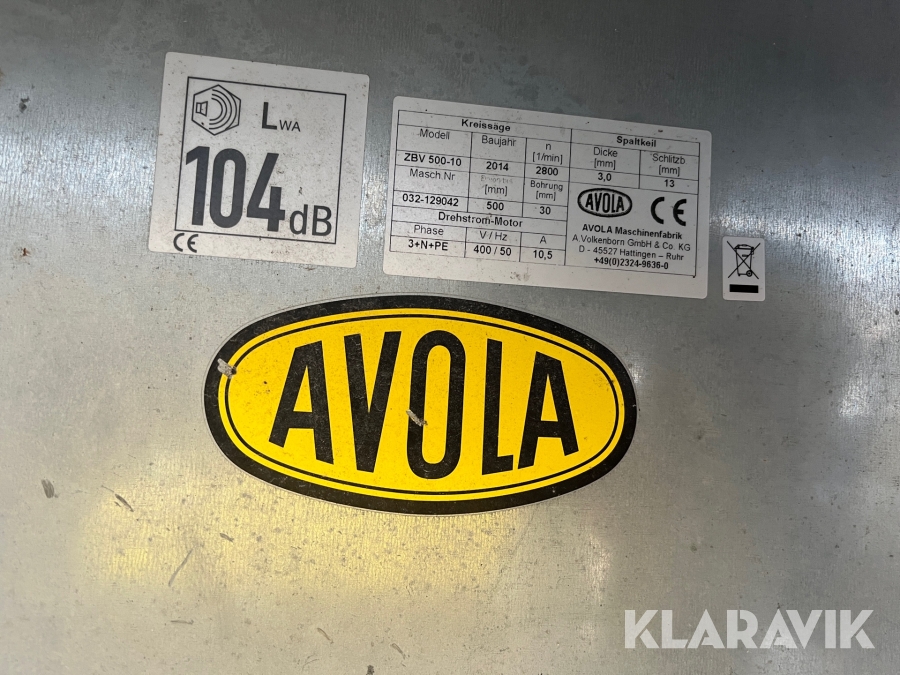 LWA
104dB
CE
Kreissäge
Spaltkeil
Modell Baujahr n [1/min] Dicke [mm] Schlitzb [mm]
ZBV 500-10 2014 2800 3,0 13
Masch.Nr [mm] Bohrung [mm]
032-129042 500 30
AVOLA CE
Drehstrom-Motor
AVOLA Maschinenfabrik
Phase V / Hz A
A.Volkenborn GmbH & Co. KG
3+N+PE 400 / 50 10,5
D - 45527 Hattingen – Ruhr
+49(0)2324-9636-0
AVOLA
KLARAVIK